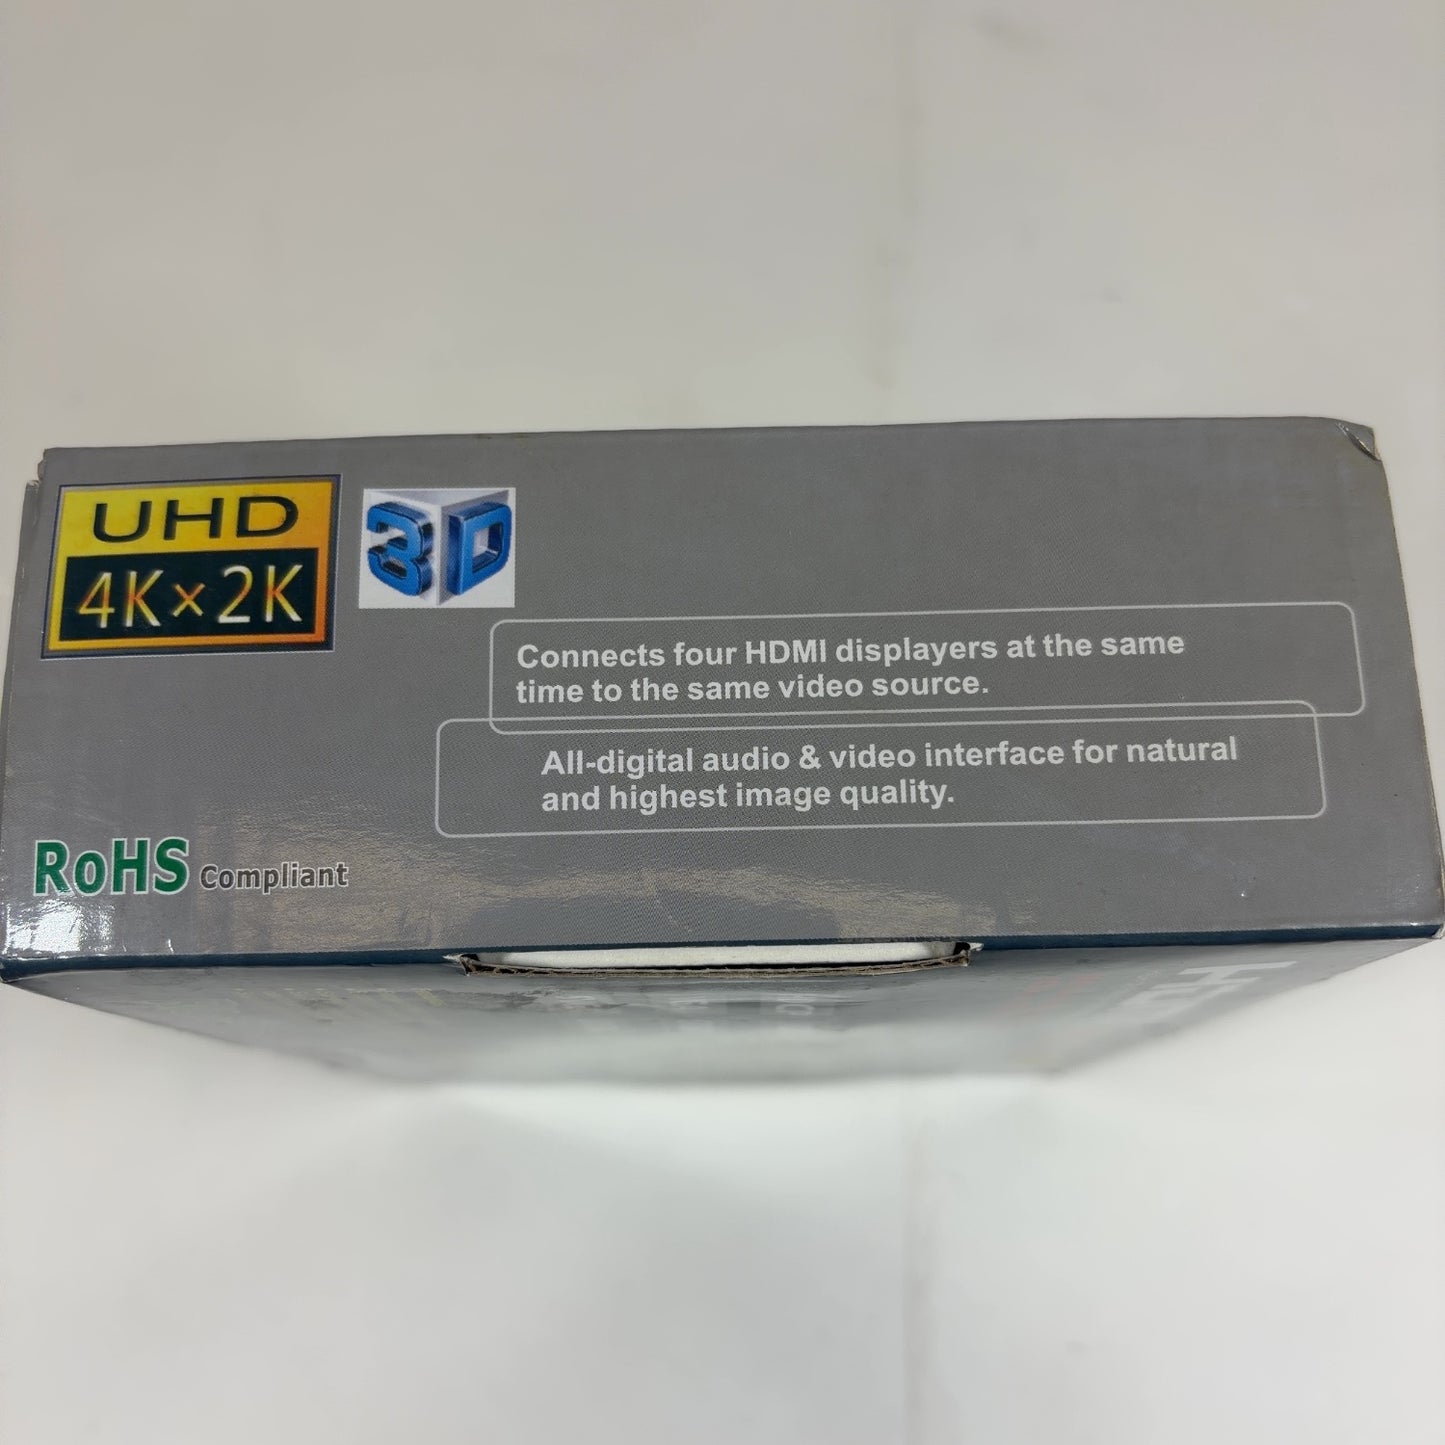 UHD
4K×2K
3D
Connects four HDMI displayers at the same
time to the same video source.
All-digital audio & video interface for natural
and highest image quality.
RoHS Compliant